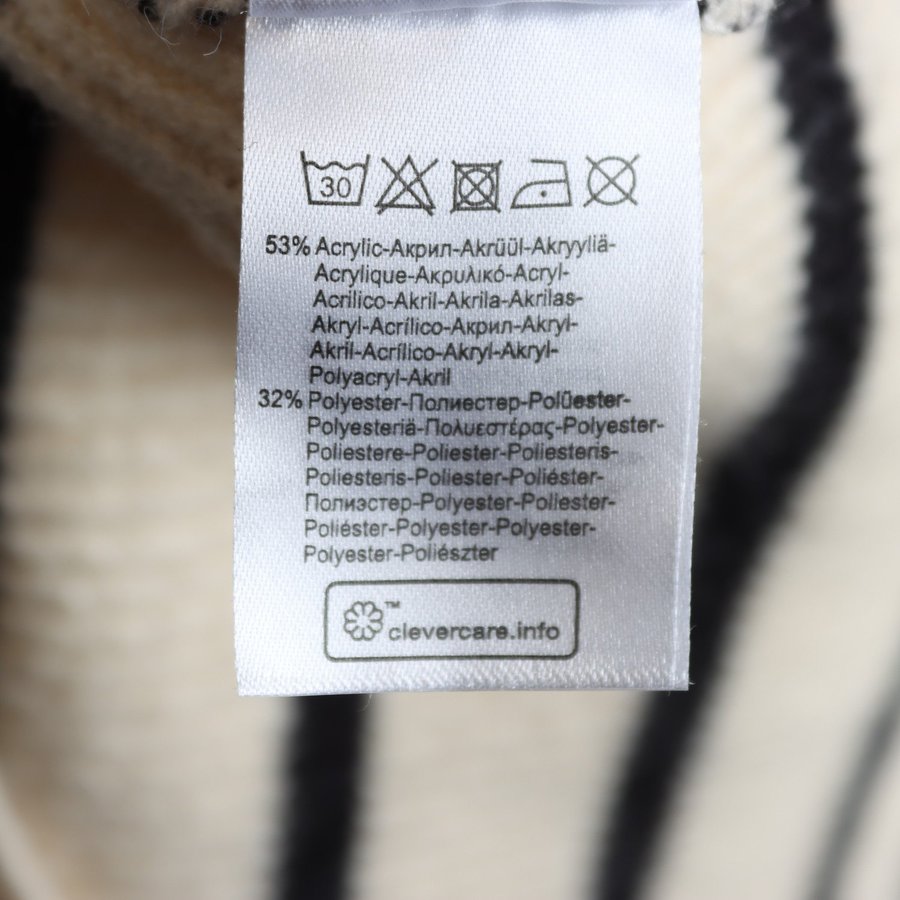 30
53% Acrylic-Акрил-Akrüül-Akryyliä-
Acrylique-Ακρυλικό-Acryl-
Acrilico-Akril-Akrila-Akrilas-
Akryl-Acrílico-Акрил-Akryl-
Akril-Acrílico-Akryl-Akryl-
Polyacryl-Akril
32% Polyester-Полиестер-Polüester-
Polyesteriä-Πολυεστέρας-Polyester-
Poliestere-Poliester-Poliesteris-
Poliesteris-Poliester-Poliéster-
Полиэстер-Polyester-Poliester-
Poliéster-Polyester-Polyester-
Polyester-Poliészter
™
clevercare.info